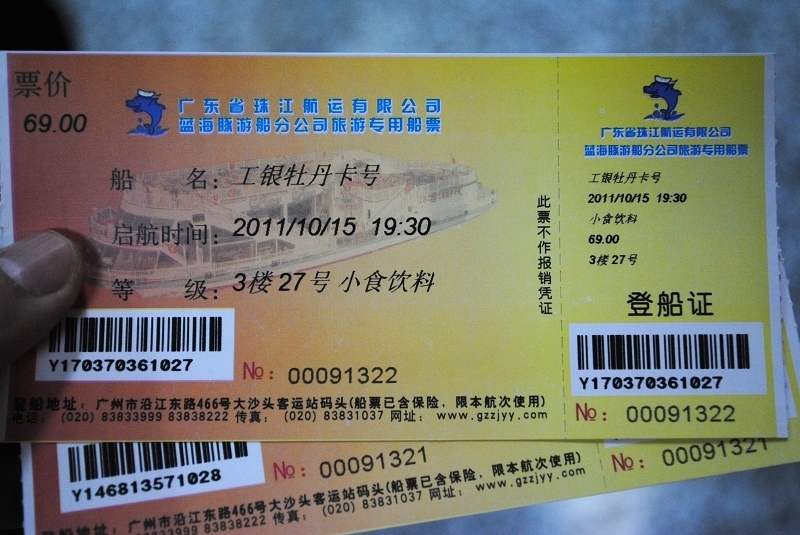 票价
69.00
广东省珠江航运有限公司
蓝海豚游船分公司旅游专用船票
船 名：工银牡丹卡号
启航时间：2011/10/15 19:30
等 级：3楼27号 小食饮料
此票不作报销凭证
Y170370361027
No: 00091322
登船地址：广州市沿江东路466号大沙头客运站码头(船票已含保险，限本航次使用)
电话：(020) 83833999 83838222 传真：(020) 83831037 网址：www.gzzjyy.com
广东省珠江航运有限公司
蓝海豚游船分公司旅游专用船票
工银牡丹卡号
2011/10/15 19:30
小食饮料
69.00
3楼27号
登船证
Y170370361027
No: 00091322
Y146813571028
No: 00091321
登船地址：广州市沿江东路466号大沙头客运站码头(船票已含保险，限本航次使用)
83833999 83838222 传真：(020) 83831037 网址：www.gzzjyy.com
No: 00091321